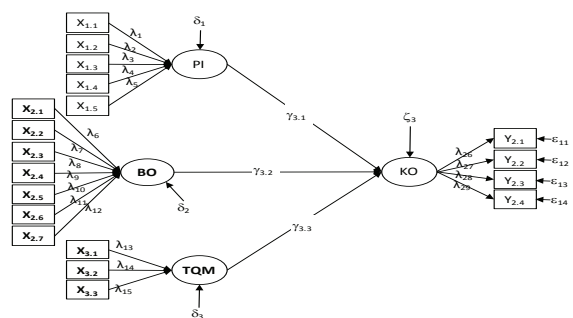 X1.1
X1.2
X1.3
X1.4
X1.5
λ1
λ2
λ3
λ4
λ5
δ1
PI
γ3.1
X2.1
X2.2
X2.3
X2.4
X2.5
X2.6
X2.7
λ6
λ7
λ8
λ9
λ10
λ11
λ12
BO
δ2
γ3.2
X3.1
X3.2
X3.3
λ13
λ14
λ15
TQM
δ3
γ3.3
ζ3
KO
λ26
λ27
λ28
λ29
Y2.1
Y2.2
Y2.3
Y2.4
ε11
ε12
ε13
ε14